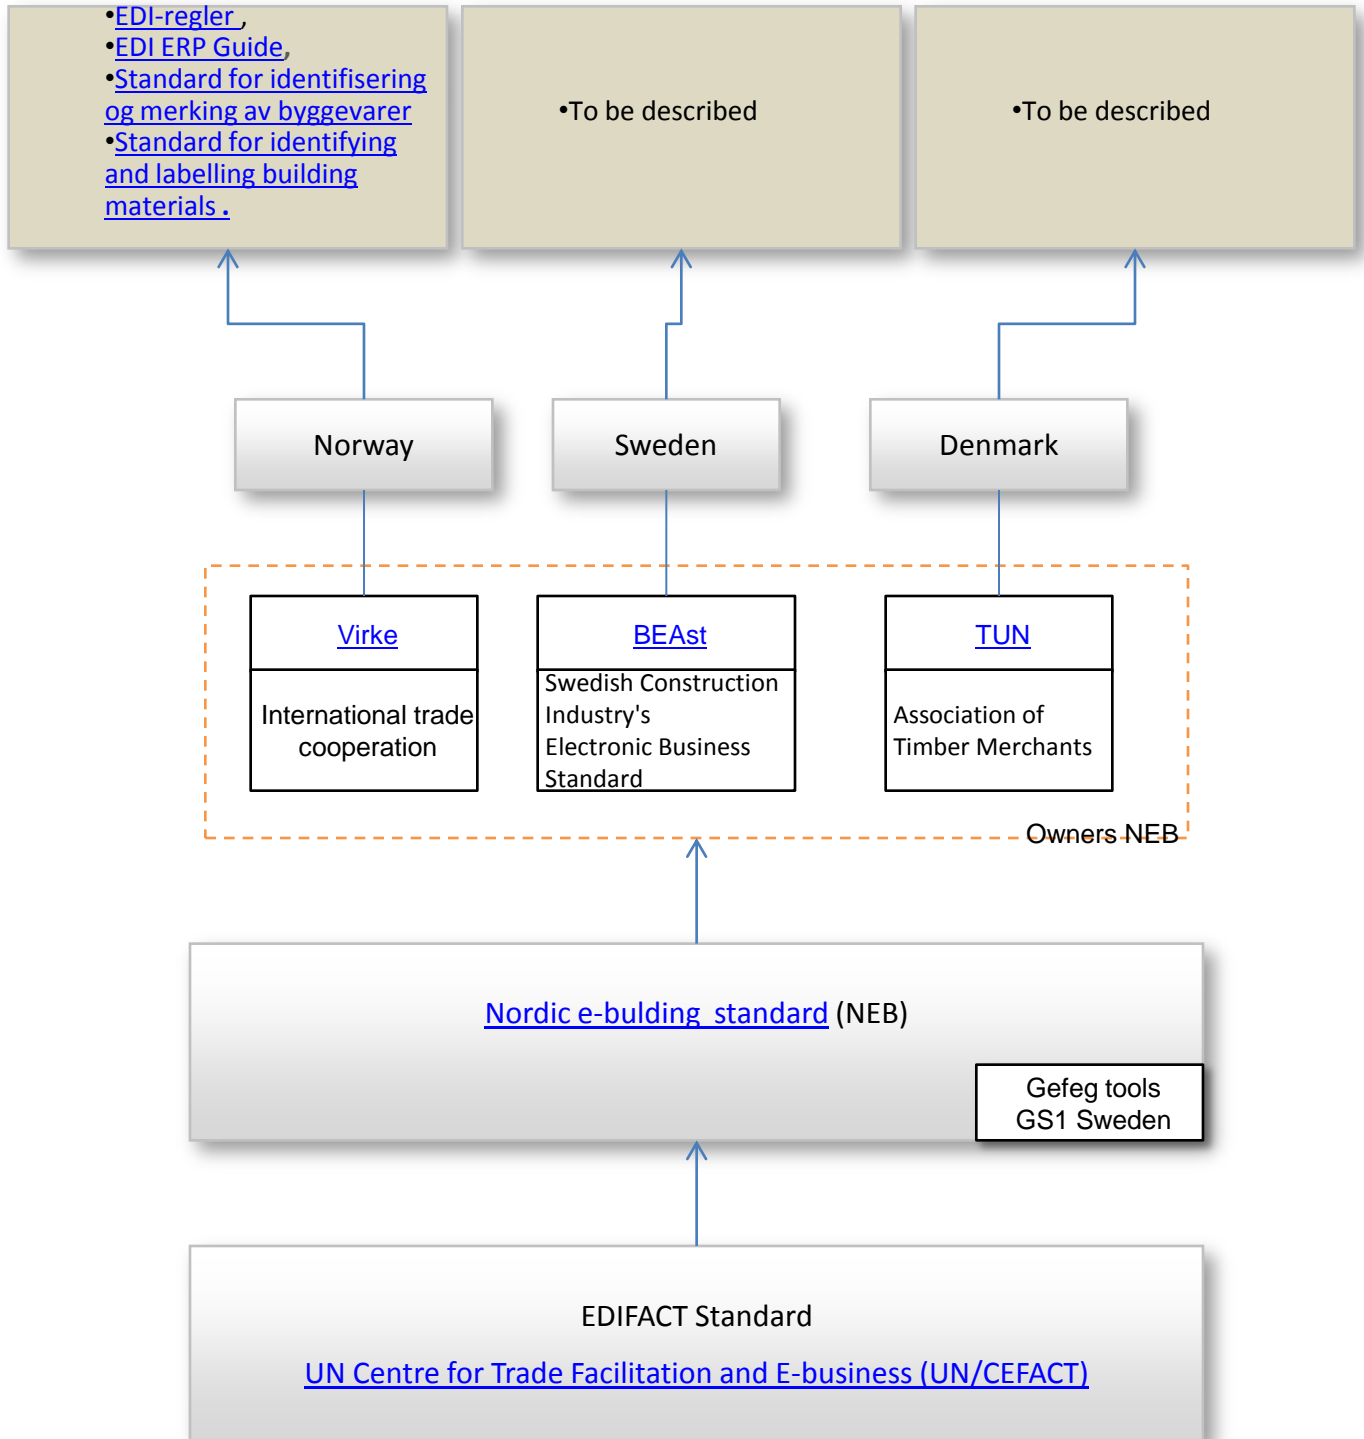 •EDI-regler ,
•EDI ERP Guide,
•Standard for identifisering
og merking av byggevarer
•Standard for identifying
and labelling building
materials .
•To be described
•To be described
Norway
Sweden
Denmark
Virke
International trade
cooperation
BEAst
Swedish Construction
Industry's
Electronic Business
Standard
TUN
Association of
Timber Merchants
Owners NEB
Nordic e-bulding  standard (NEB)
Gefeg tools
GS1 Sweden
EDIFACT Standard
UN Centre for Trade Facilitation and E-business (UN/CEFACT)